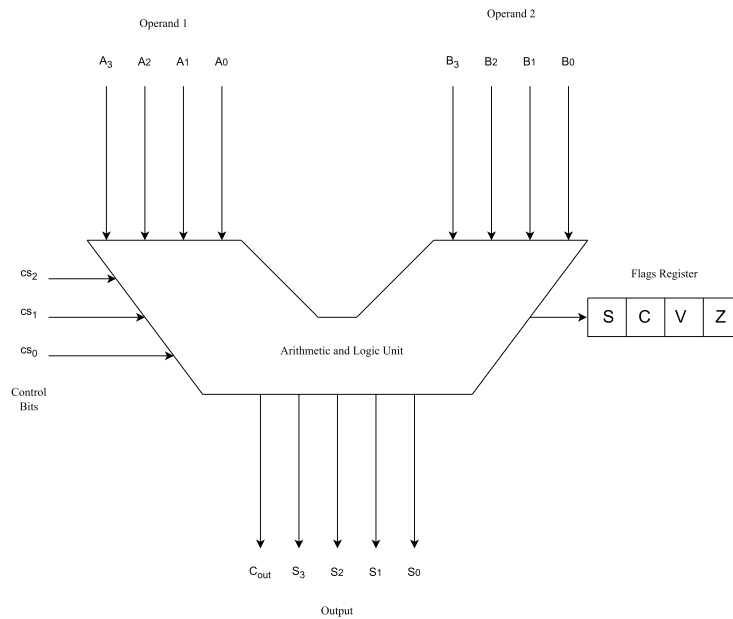 Operand 1
Operand 2
A3 A2 A1 A0
B3 B2 B1 B0
cs2
cs1
cs0
Control
Bits
Flags Register
S C V Z
Arithmetic and Logic Unit
Cout S3 S2 S1 S0
Output